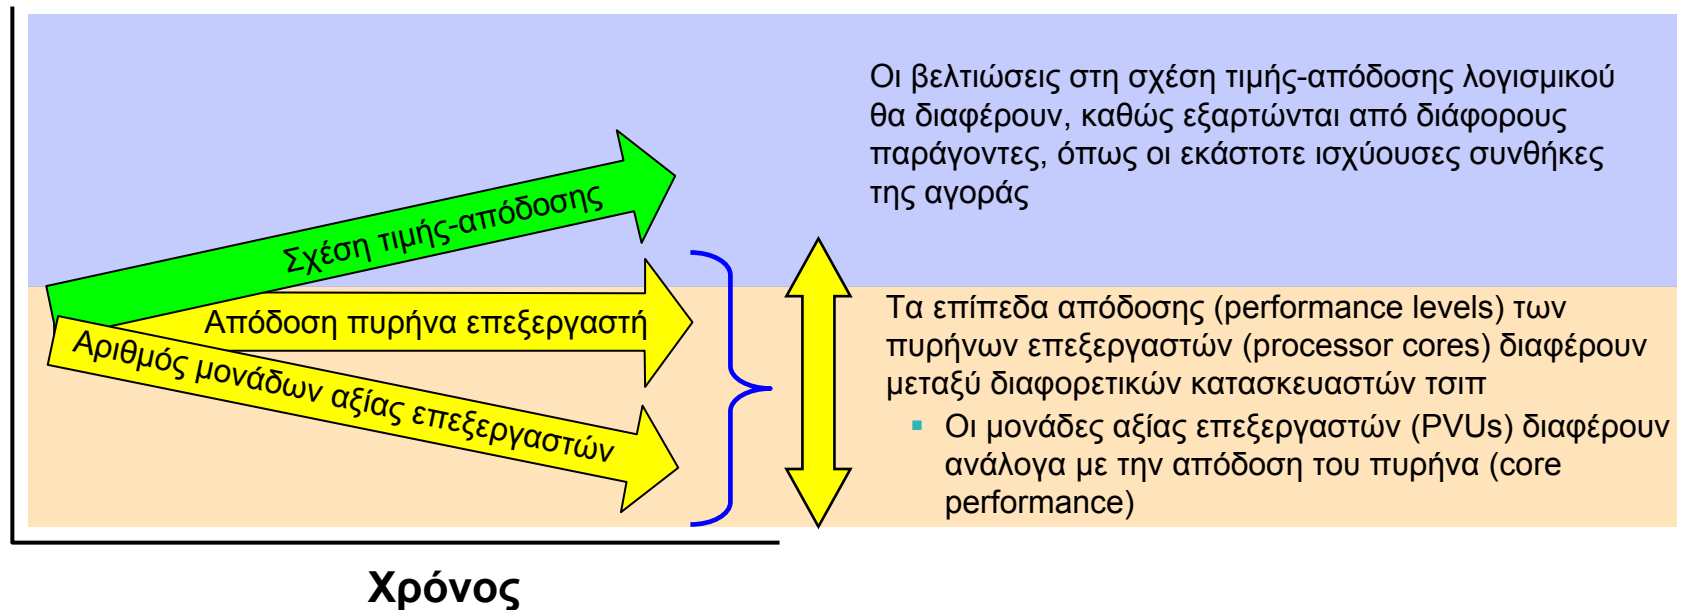 Οι βελτιώσεις στη σχέση τιμής-απόδοσης λογισμικού
θα διαφέρουν, καθώς εξαρτώνται από διάφορους
παράγοντες, όπως οι εκάστοτε ισχύουσες συνθήκες
της αγοράς
Σχέση τιμής-απόδοσης
Απόδοση πυρήνα επεξεργαστή
Αριθμός μονάδων αξίας επεξεργαστών
Τα επίπεδα απόδοσης (performance levels) των
πυρήνων επεξεργαστών (processor cores) διαφέρουν
μεταξύ διαφορετικών κατασκευαστών τσιπ
▪ Οι μονάδες αξίας επεξεργαστών (PVUs) διαφέρουν
ανάλογα με την απόδοση του πυρήνα (core
performance)
Χρόνος